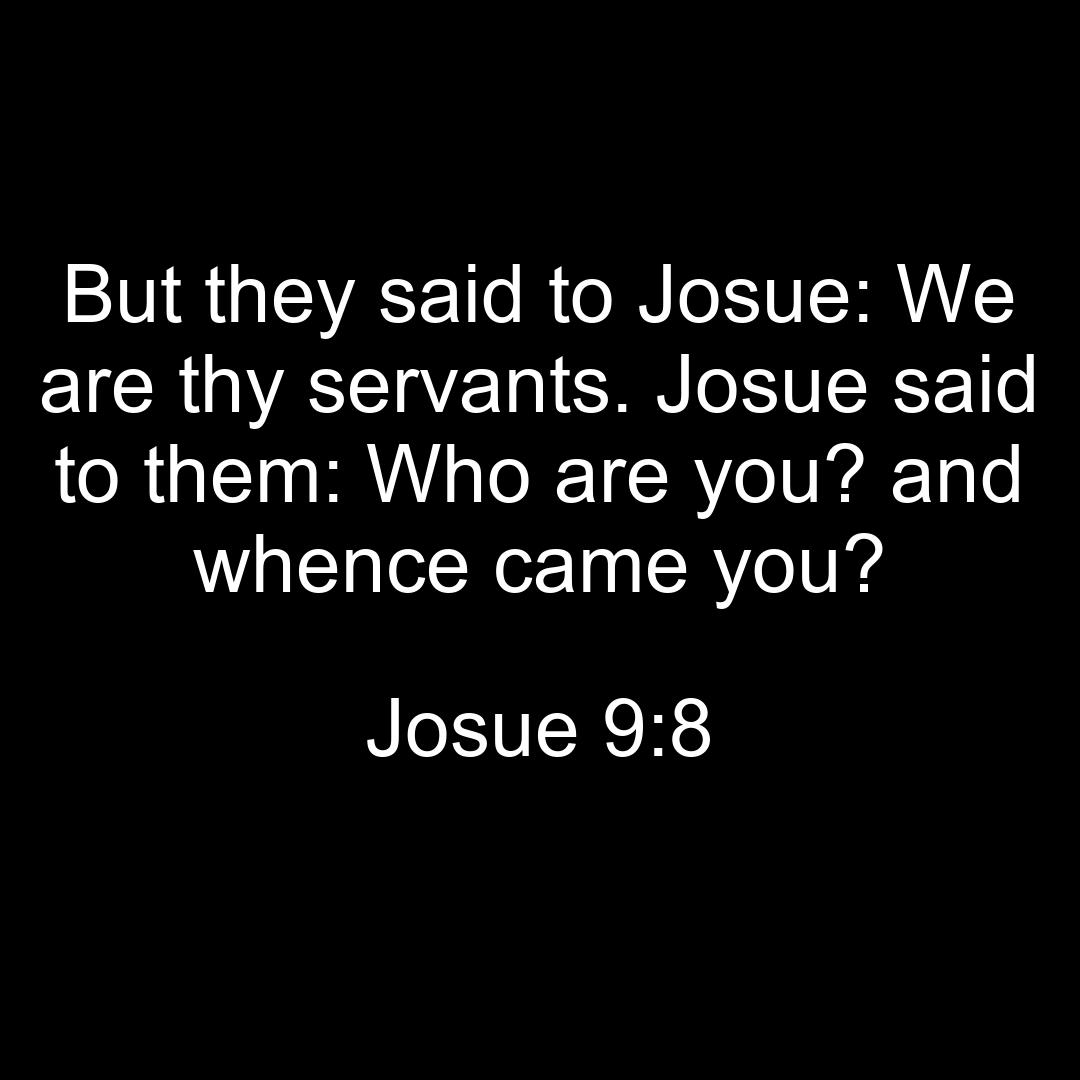 But they said to Josue: We
are thy servants. Josue said
to them: Who are you? and
whence came you?
Josue 9:8